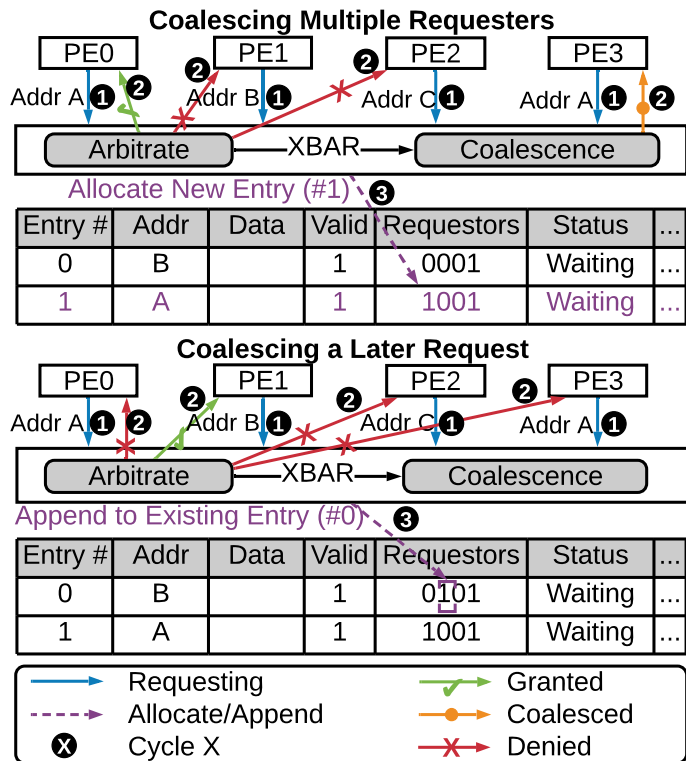 Coalescing Multiple Requesters
PE0 PE1 PE2 PE3
2 2 2 2
Addr A 1 Addr B 1 Addr C 1 Addr A 1
Arbitrate XBAR Coalescence
Allocate New Entry (#1) 3
Entry # Addr Data Valid Requestors Status ...
0 B 1 0001 Waiting ...
1 A 1 1001 Waiting ...
Coalescing a Later Request
PE0 PE1 PE2 PE3
2 2 2 2
Addr A 1 Addr B 1 Addr C 1 Addr A 1
Arbitrate XBAR Coalescence
Append to Existing Entry (#0) 3
Entry # Addr Data Valid Requestors Status ...
0 B 1 0101 Waiting ...
1 A 1 1001 Waiting ...
Requesting Granted
Allocate/Append Coalesced
X Cycle X Denied